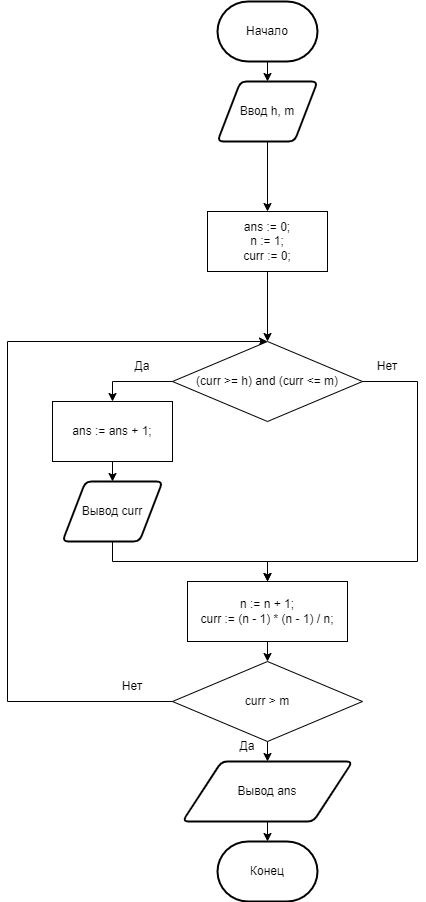 Начало
Ввод h, m
ans := 0;
n := 1;
curr := 0;
Да
Нет
(curr >= h) and (curr <= m)
ans := ans + 1;
Вывод curr
n := n + 1;
curr := (n - 1) * (n - 1) / n;
Нет
curr > m
Да
Вывод ans
Конец